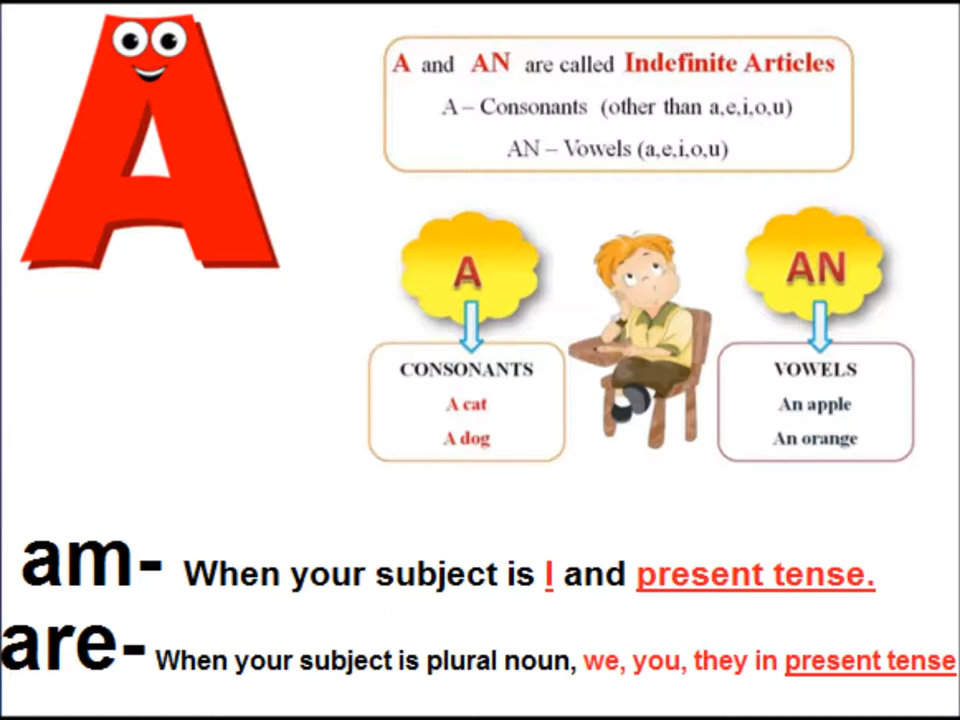 A
A and AN are called Indefinite Articles
A – Consonants (other than a,e,i,o,u)
AN – Vowels (a,e,i,o,u)
A
AN
CONSONANTS
A cat
A dog
VOWELS
An apple
An orange
am- When your subject is I and present tense.
are- When your subject is plural noun, we, you, they in present tense